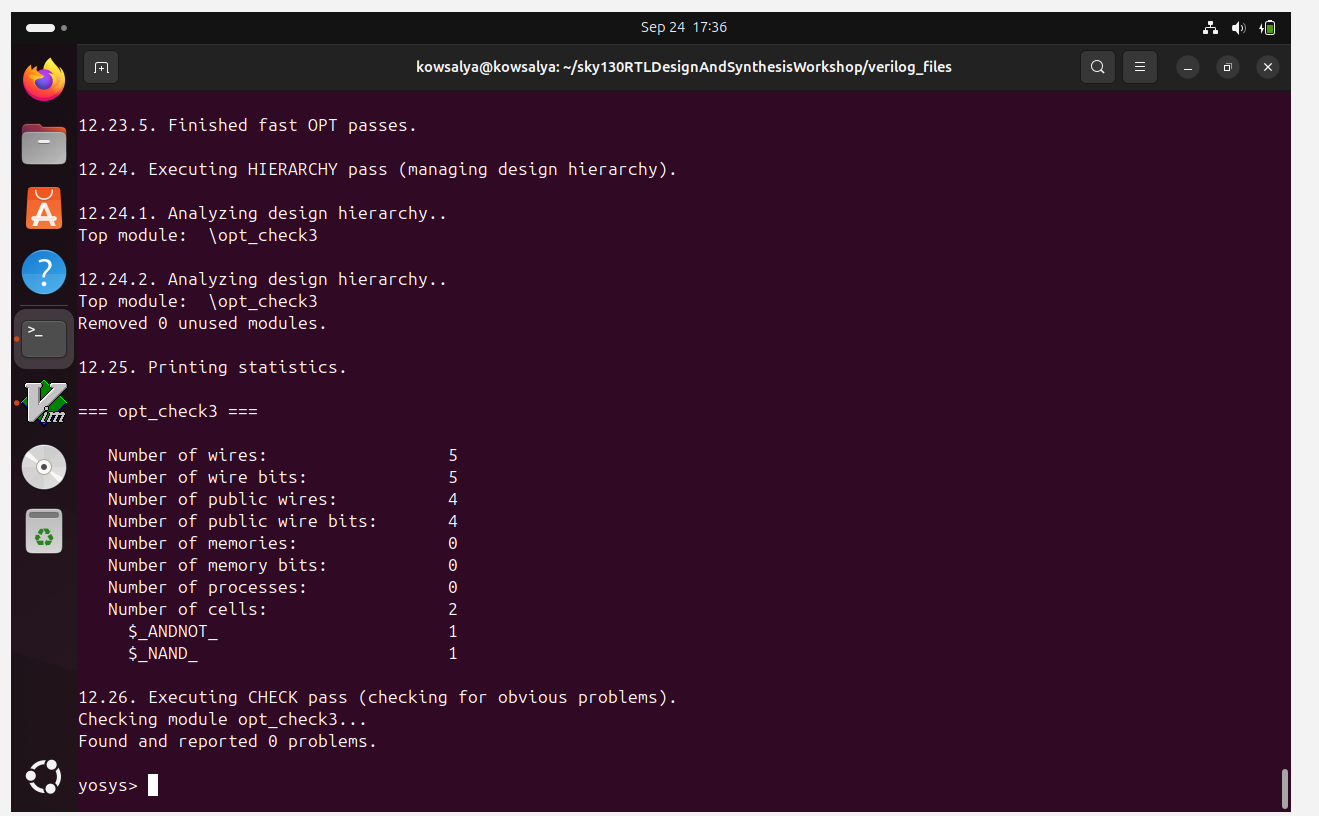 Sep 24 17:36
kowsalya@kowsalya: ~/sky130RTLDesignAndSynthesisWorkshop/verilog_files
12.23.5. Finished fast OPT passes.
12.24. Executing HIERARCHY pass (managing design hierarchy).
12.24.1. Analyzing design hierarchy..
Top module:  \opt_check3
12.24.2. Analyzing design hierarchy..
Top module:  \opt_check3
Removed 0 unused modules.
12.25. Printing statistics.
=== opt_check3 ===
Number of wires: 5
Number of wire bits: 5
Number of public wires: 4
Number of public wire bits: 4
Number of memories: 0
Number of memory bits: 0
Number of processes: 0
Number of cells: 2
$_ANDNOT_ 1
$_NAND_ 1
12.26. Executing CHECK pass (checking for obvious problems).
Checking module opt_check3...
Found and reported 0 problems.
yosys>